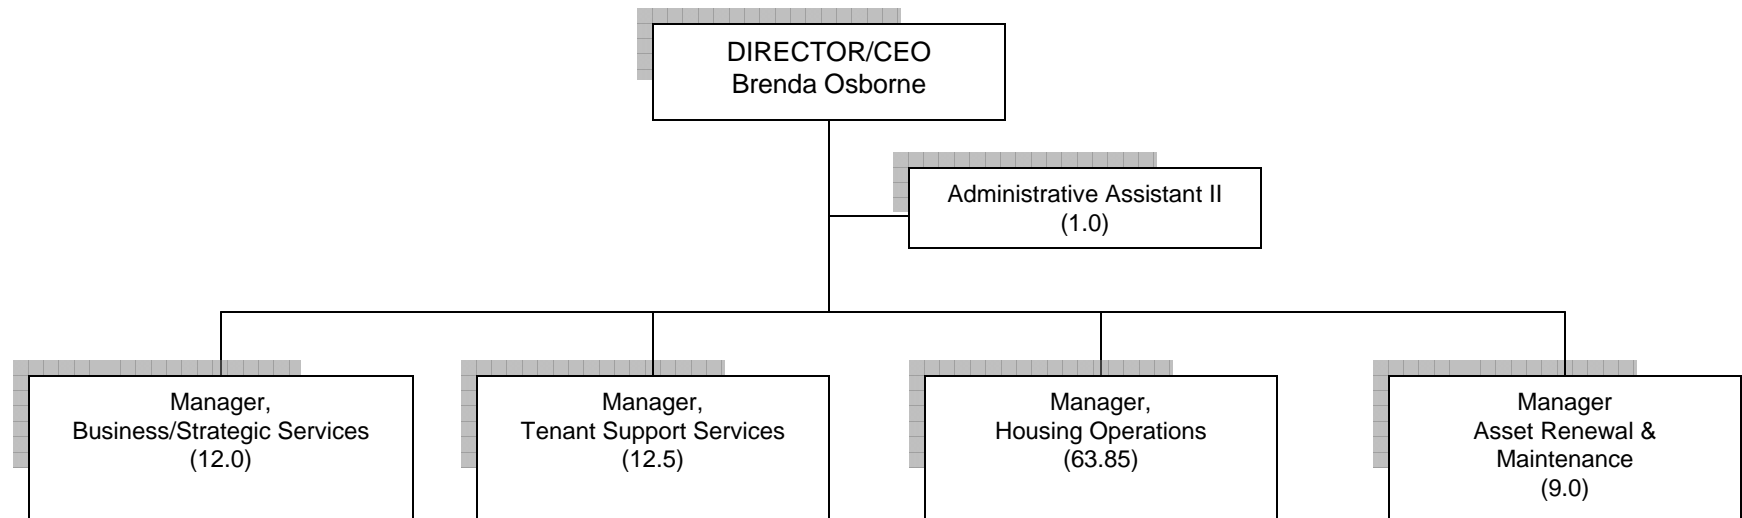 DIRECTOR/CEO
Brenda Osborne
Administrative Assistant II
(1.0)
Manager,
Business/Strategic Services
(12.0)
Manager,
Tenant Support Services
(12.5)
Manager,
Housing Operations
(63.85)
Manager
Asset Renewal &
Maintenance
(9.0)